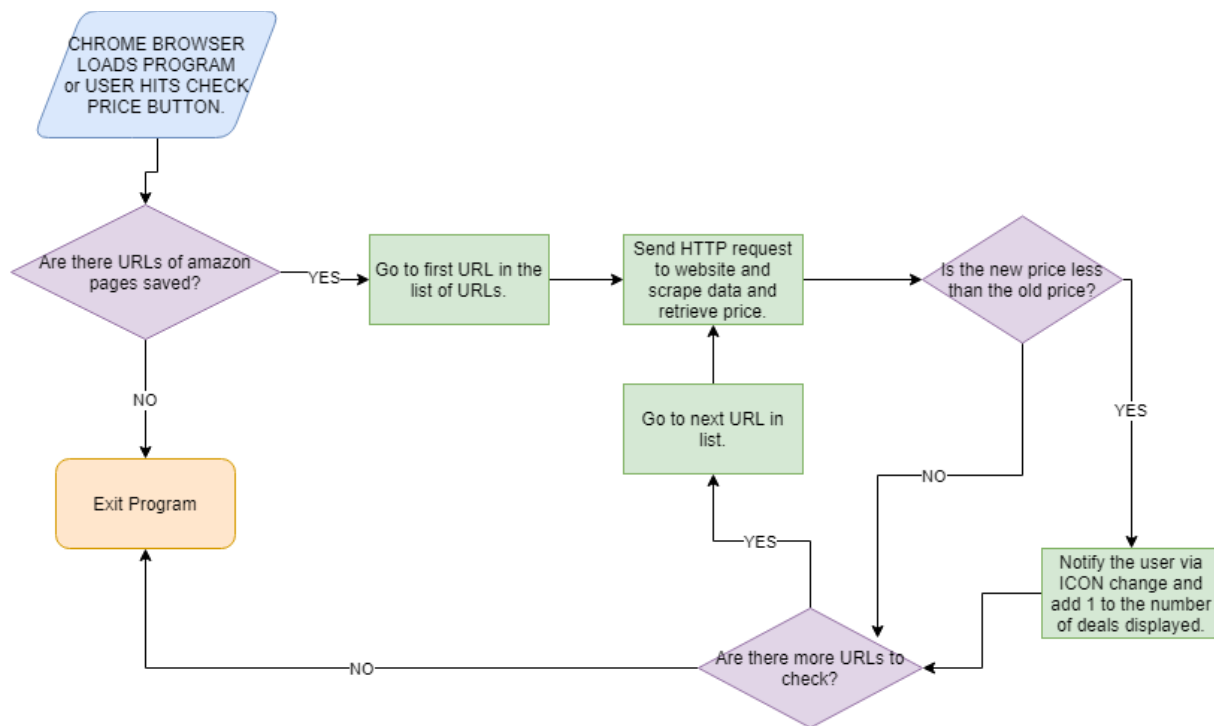 CHROME BROWSER
LOADS PROGRAM
or USER HITS CHECK
PRICE BUTTON.
Are there URLs of amazon
pages saved?
YES
Go to first URL in the
list of URLs.
Send HTTP request
to website and
scrape data and
retrieve price.
Is the new price less
than the old price?
NO
YES
Go to next URL in
list.
NO
Exit Program
YES
Notify the user via
ICON change and
add 1 to the number
of deals displayed.
Are there more URLs to
check?
NO